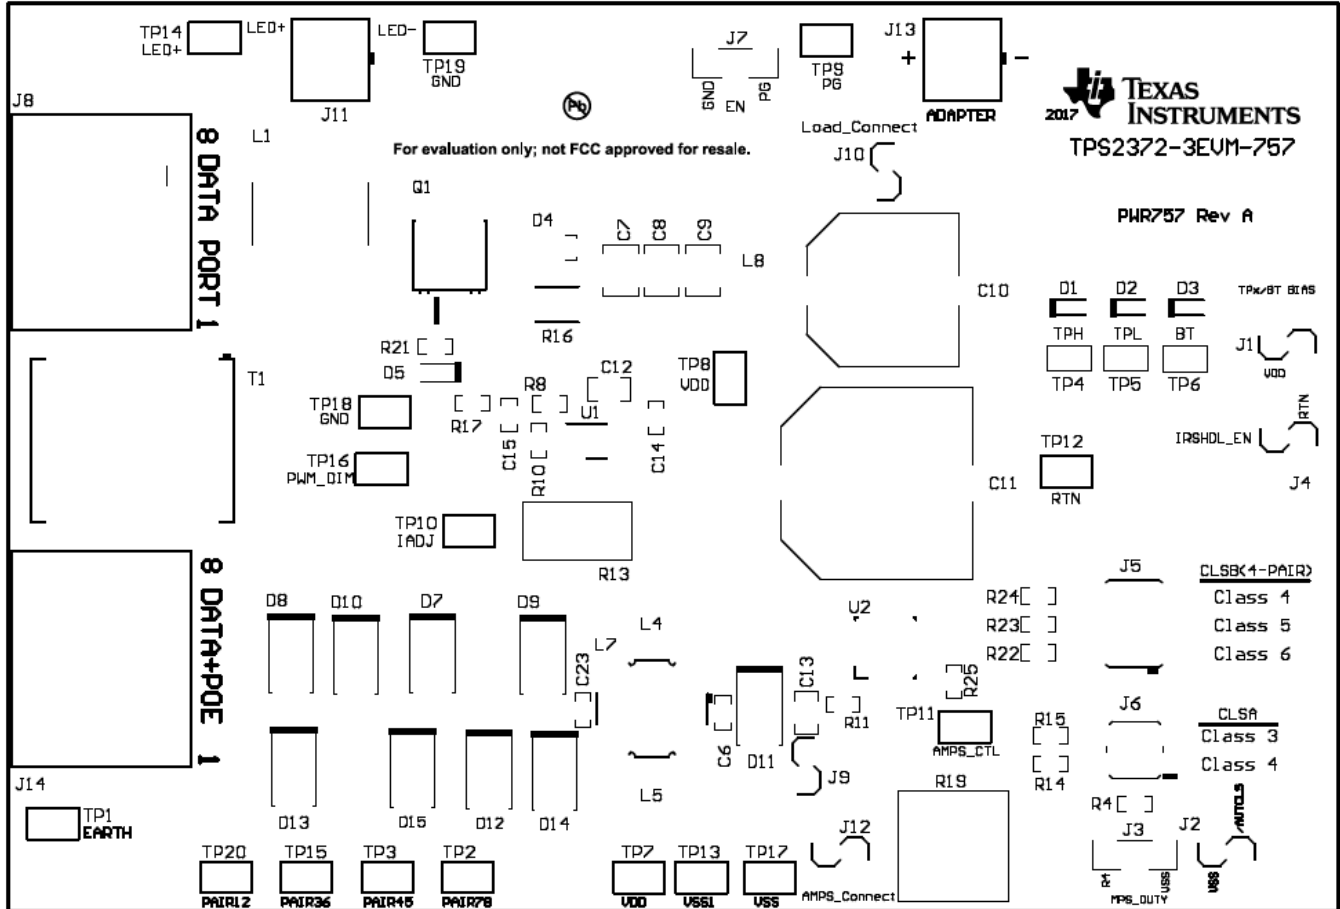 TP14
LED+
LED+
LED-
TP19
GND
J11
J7
GND
EN
PG
TP9
PG
J13
+
-
ADAPTER
2017
TEXAS
INSTRUMENTS
TPS2372-3EVM-757
PWR757 Rev A
Pb
For evaluation only; not FCC approved for resale.
Load_Connect
J10
J8
8 DATA PORT 1
L1
Q1
D4
C7
C8
C9
L8
C10
R16
D1
D2
D3
TPx/BT BIAS
TPH
TPL
BT
TP4
TP5
TP6
J1
VDD
R21
D5
T1
TP18
GND
R17
C15
R8
C12
U1
R10
C14
TP8
VDD
TP16
PWM_DIM
TP10
IADJ
R13
C11
TP12
RTN
RTN
IRSHDL_EN
J4
8 DATA+POE 1
J14
D8
D10
D7
D9
L7
L4
C23
C6
D11
C13
U2
R11
R25
R24
R23
R22
J5
CLSB(4-PAIR)
Class 4
Class 5
Class 6
TP11
AMPS_CTL
R15
R14
J6
CLSA
Class 3
Class 4
D13
D15
D12
D14
L5
J9
R19
R4
J3
R4
VSS
MPS_DUTY
J2
/AUTCLS
VSS
TP1
EARTH
TP20
PAIR12
TP15
PAIR36
TP3
PAIR45
TP2
PAIR78
TP7
VDD
TP13
VSS1
TP17
VSS
J12
AMPS_Connect